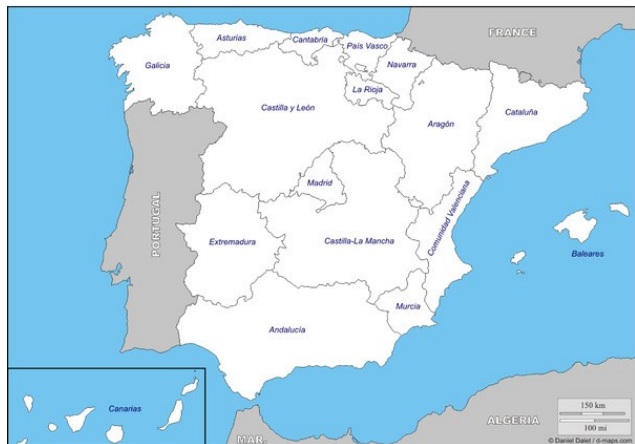 FRANCE
Asturias
Cantabria
País Vasco
Galicia
Navarra
La Rioja
Castilla y León
Aragón
Cataluña
Madrid
PORTUGAL
Comunidad Valenciana
Extremadura
Castilla-La Mancha
Baleares
Murcia
Andalucía
Canarias
150 km
100 mi
ALGERIA
MAR.
© Daniel Dalet / d-maps.com